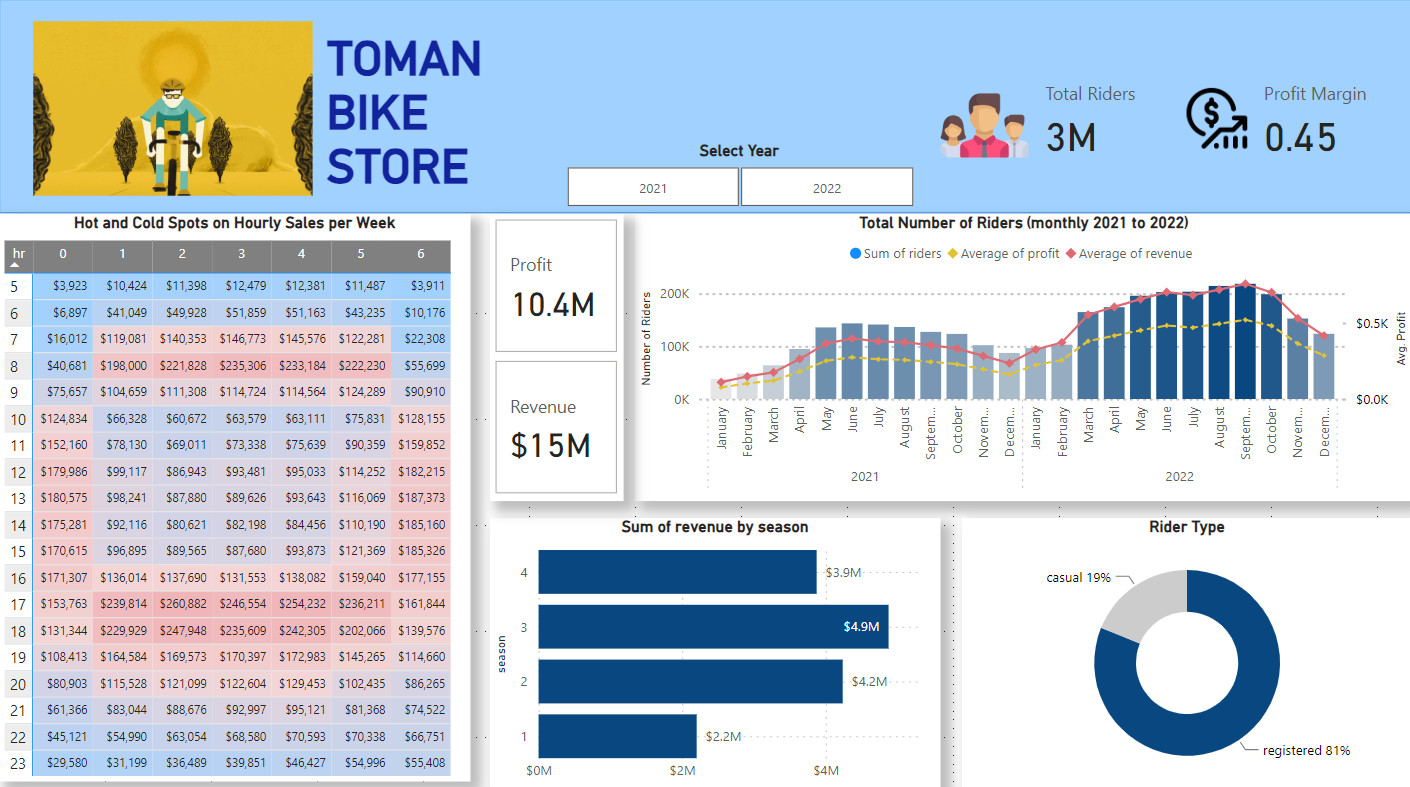 TOMAN
BIKE
STORE
Select Year
2021
2022
Total Riders
3M
Profit Margin
0.45
Hot and Cold Spots on Hourly Sales per Week
hr 0 1 2 3 4 5 6
5 $3,923 $10,424 $11,398 $12,479 $12,381 $11,487 $3,911
6 $6,897 $41,049 $49,928 $51,859 $51,163 $43,235 $10,176
7 $16,012 $119,081 $140,353 $146,773 $145,576 $122,281 $22,308
8 $40,681 $198,000 $221,828 $235,306 $233,184 $222,230 $55,699
9 $75,657 $104,659 $111,308 $114,724 $114,564 $124,289 $90,910
10 $124,834 $66,328 $60,672 $63,579 $63,111 $75,831 $128,155
11 $152,160 $78,130 $69,011 $73,338 $75,639 $90,359 $159,852
12 $179,986 $99,117 $86,943 $93,481 $95,033 $114,252 $182,215
13 $180,575 $98,241 $87,880 $89,626 $93,643 $116,069 $187,373
14 $175,281 $92,116 $80,621 $82,198 $84,456 $110,190 $185,160
15 $170,615 $96,895 $89,565 $87,680 $93,873 $121,369 $185,326
16 $171,307 $136,014 $137,690 $131,553 $138,082 $159,040 $177,155
17 $153,763 $239,814 $260,882 $246,554 $254,232 $236,211 $161,844
18 $131,344 $229,929 $247,948 $235,609 $242,305 $202,066 $139,576
19 $108,413 $164,584 $169,573 $170,397 $172,983 $145,265 $114,660
20 $80,903 $115,528 $121,099 $122,604 $129,453 $102,435 $86,265
21 $61,366 $83,044 $88,676 $92,997 $95,121 $81,368 $74,522
22 $45,121 $54,990 $63,054 $68,580 $70,593 $70,338 $66,751
23 $29,580 $31,199 $36,489 $39,851 $46,427 $54,996 $55,408
Profit
10.4M
Revenue
$15M
Total Number of Riders (monthly 2021 to 2022)
Sum of riders Average of profit Average of revenue
Number of Riders
200K
100K
0K
$0.5K
$0.0K
Avg. Profit
January
February
March
April
May
June
July
August
Septem...
October
Novem...
Decem...
January
February
March
April
May
June
July
August
Septem...
October
Novem...
Decem...
2021
2022
Sum of revenue by season
season
4 $3.9M
3 $4.9M
2 $4.2M
1 $2.2M
$0M $2M $4M
Rider Type
casual 19%
registered 81%